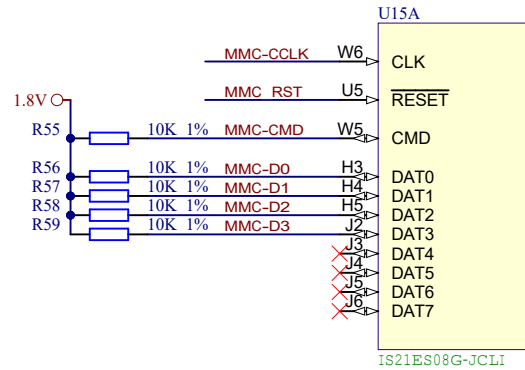 U15A
MMC-CCLK W6 CLK
MMC RST U5 RESET
1.8V
R55 10K 1% MMC-CMD W5 CMD
R56 10K 1% MMC-D0 H3 DAT0
R57 10K 1% MMC-D1 H4 DAT1
R58 10K 1% MMC-D2 H5 DAT2
R59 10K 1% MMC-D3 J2 DAT3
J3 DAT4
J4 DAT5
J5 DAT6
J6 DAT7
IS21ES08G-JCLI